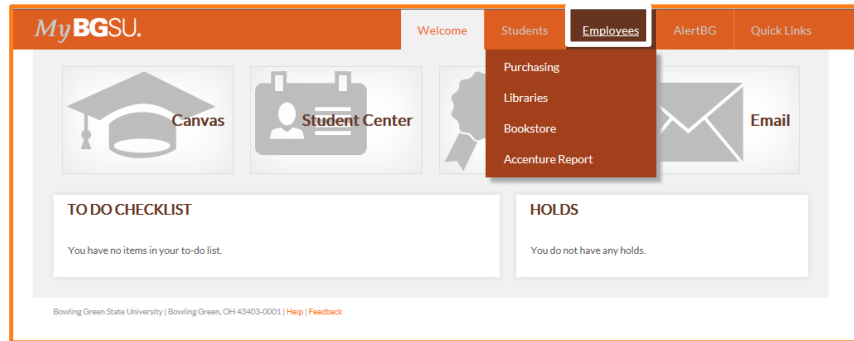 MyBGSU.
Welcome Students Employees AlertBG Quick Links
Purchasing
Libraries
Bookstore
Accenture Report
Canvas
Student Center
Email
TO DO CHECKLIST
You have no items in your to-do list.
HOLDS
You do not have any holds.
Bowling Green State University | Bowling Green, OH 43403-0001 | Help | Feedback